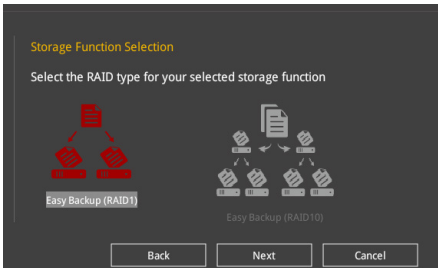 Storage Function Selection
Select the RAID type for your selected storage function
Easy Backup (RAID1)
Easy Backup (RAID10)
Back
Next
Cancel